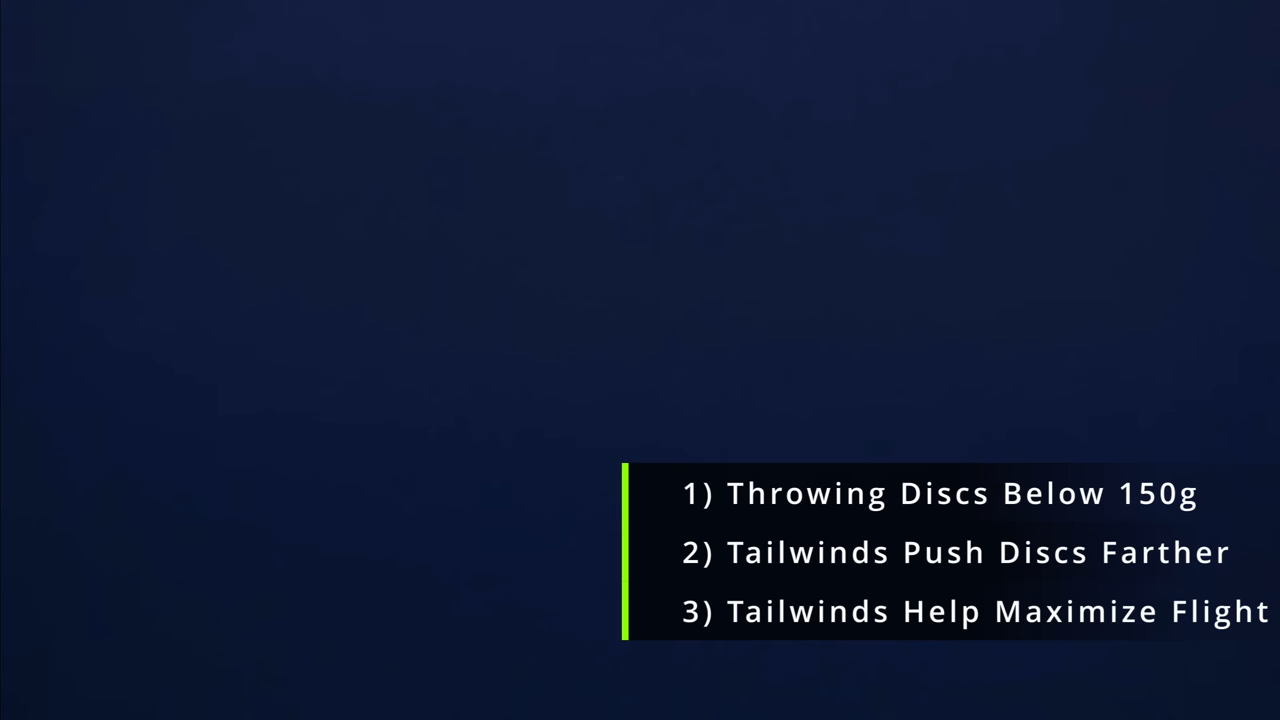 1) Throwing Discs Below 150g
2) Tailwinds Push Discs Farther
3) Tailwinds Help Maximize Flight